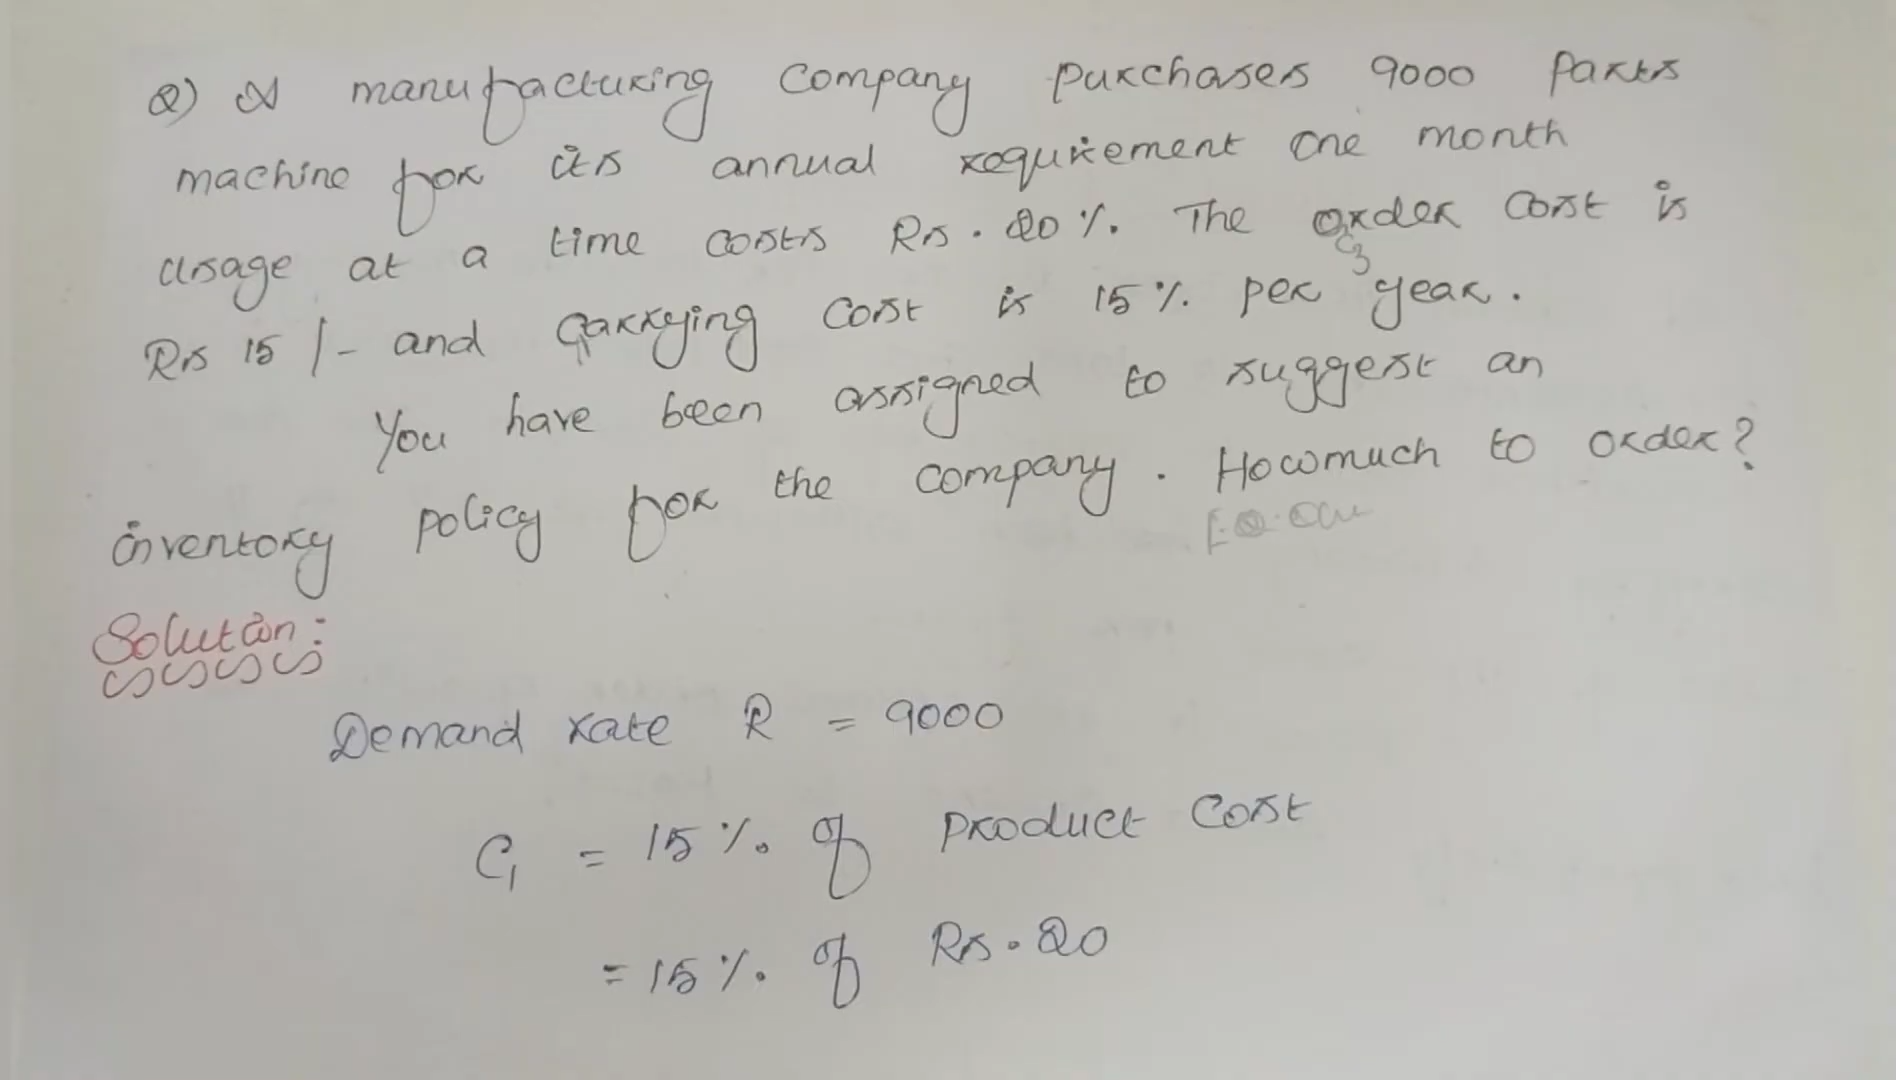 Q) A manufacturing company purchases 9000 parts
machine for its annual requirement one month
usage at a time costs Rs. 20 %. The order cost is
C3
Rs 15 /- and carrying cost is 15 % per year.
You have been assigned to suggest an
inventory policy for the company. Howmuch to order?
Solution:
Demand rate R = 9000
C1 = 15 %. of product cost
= 15 %. of Rs. 20